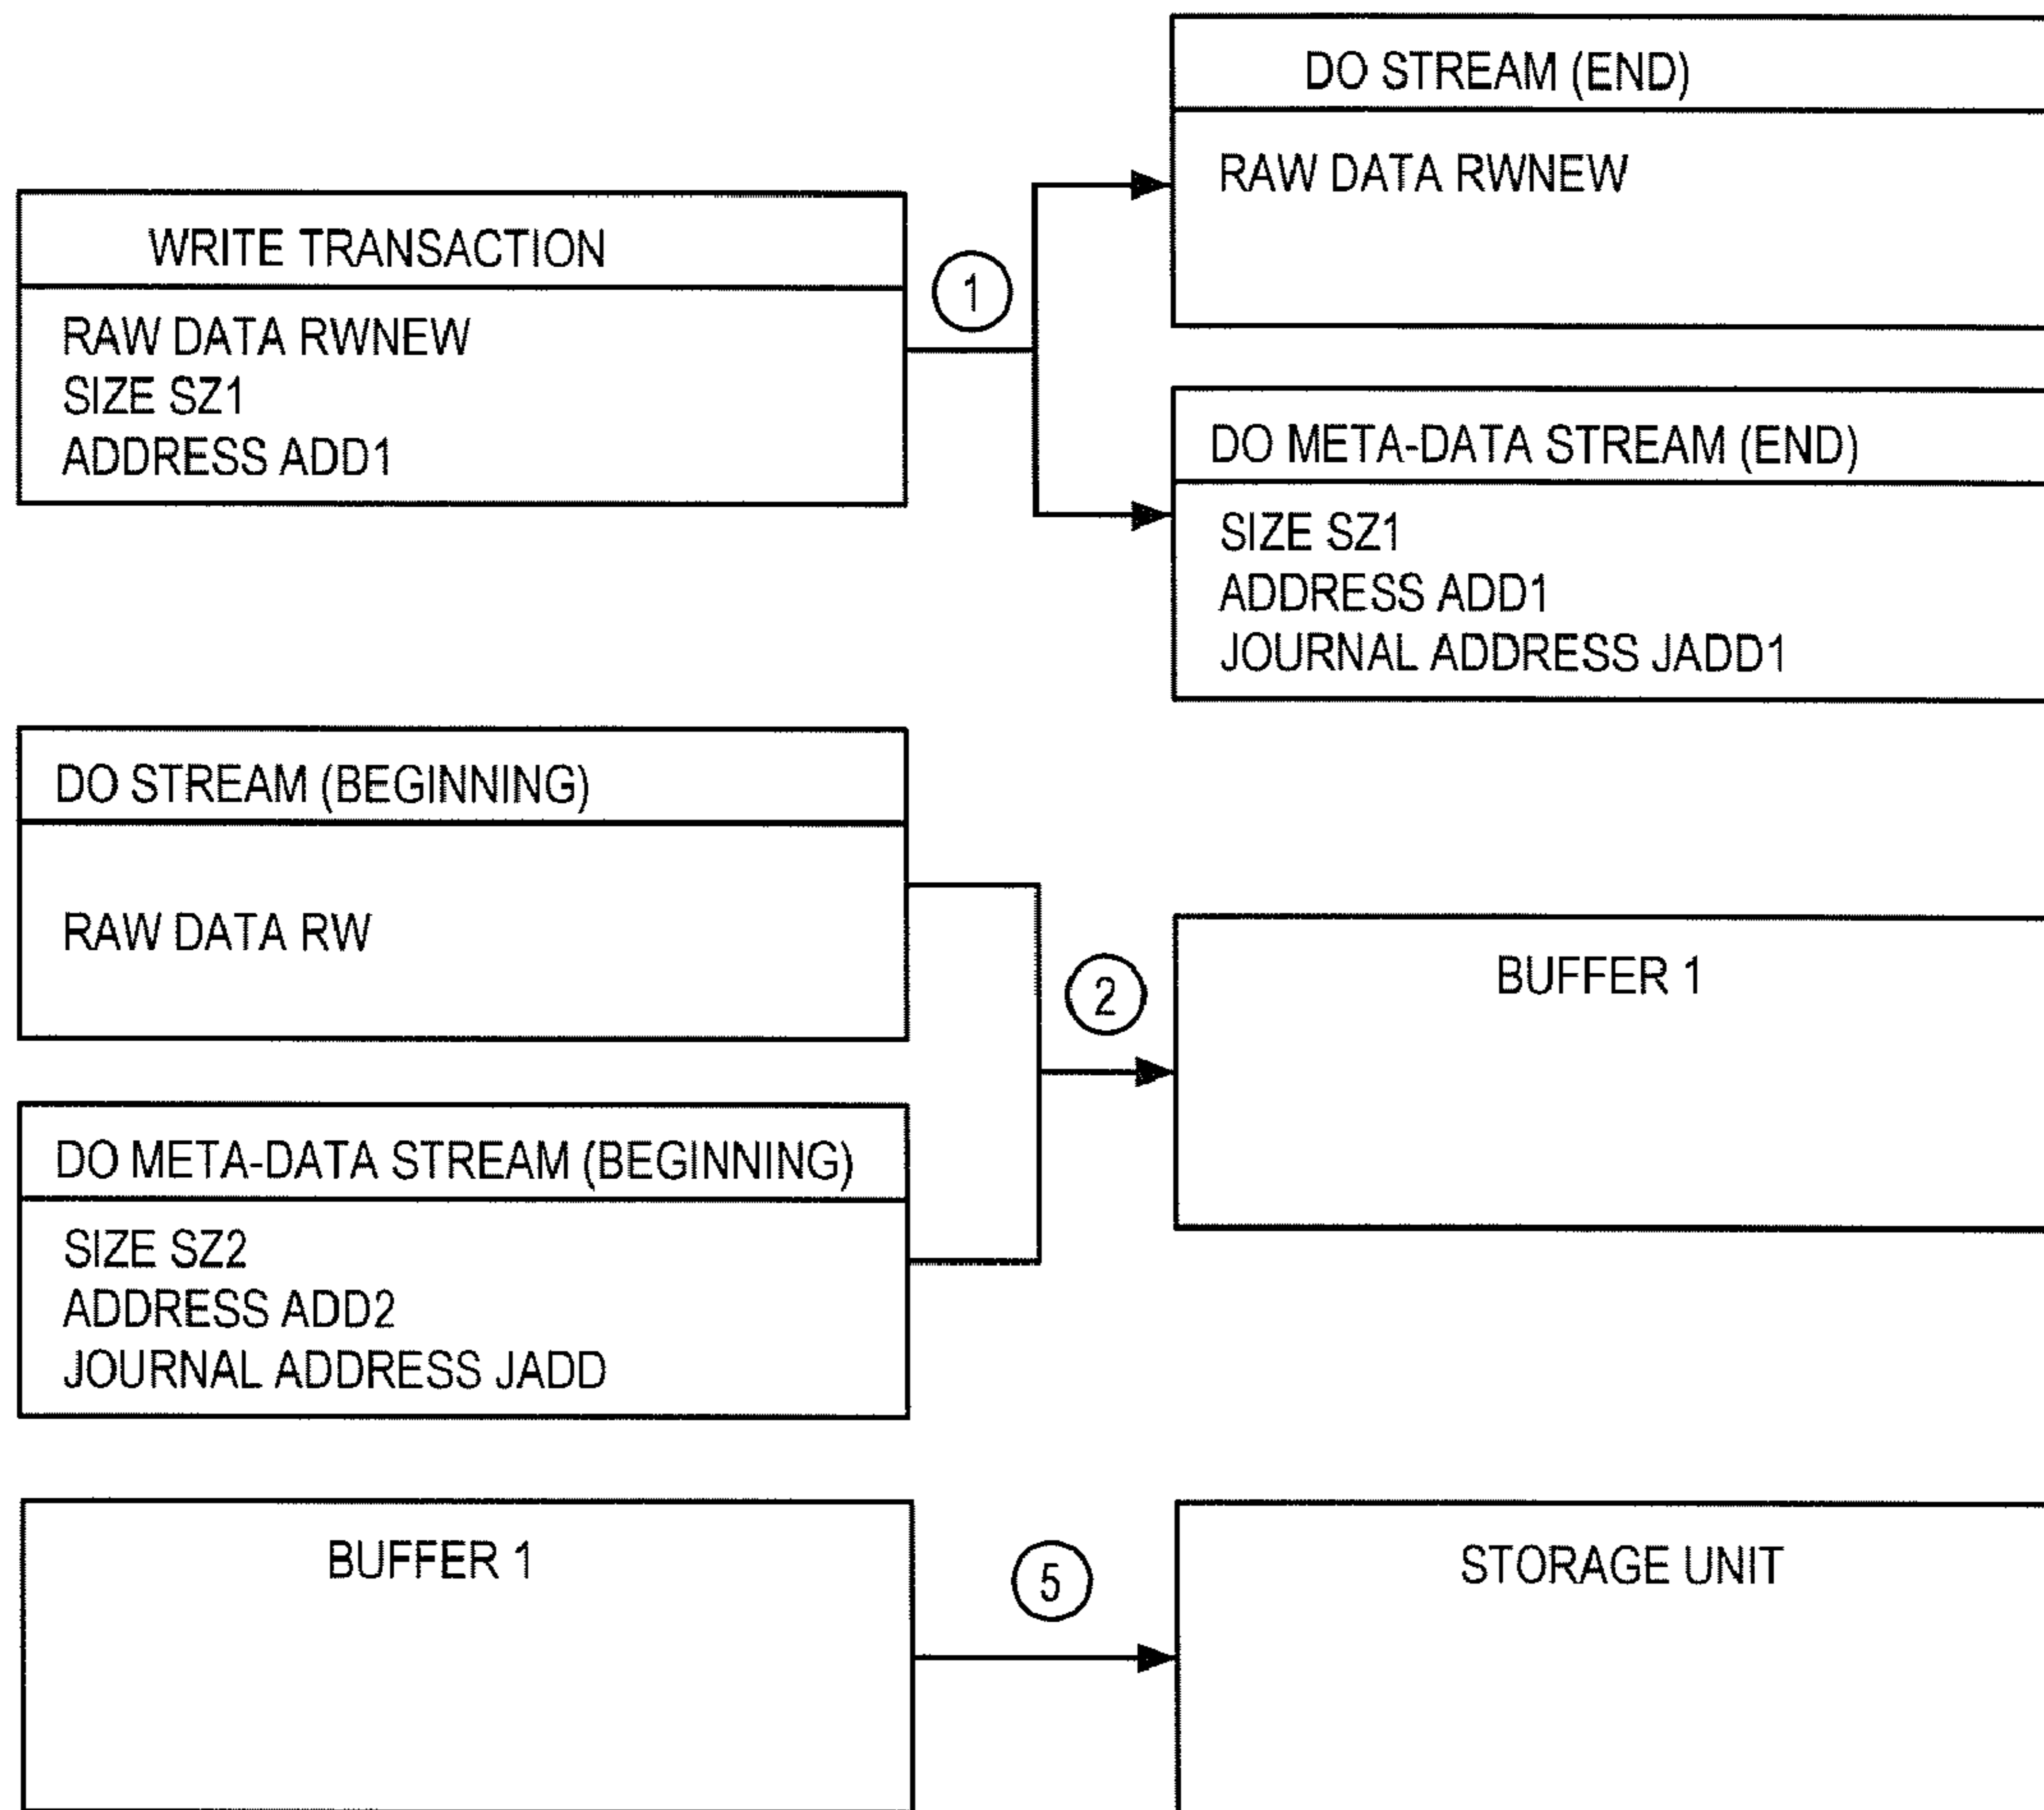 DO STREAM (END)
RAW DATA RWNEW
WRITE TRANSACTION
RAW DATA RWNEW
SIZE SZ1
ADDRESS ADD1
1
DO META-DATA STREAM (END)
SIZE SZ1
ADDRESS ADD1
JOURNAL ADDRESS JADD1
DO STREAM (BEGINNING)
RAW DATA RW
2
BUFFER 1
DO META-DATA STREAM (BEGINNING)
SIZE SZ2
ADDRESS ADD2
JOURNAL ADDRESS JADD
BUFFER 1
5
STORAGE UNIT